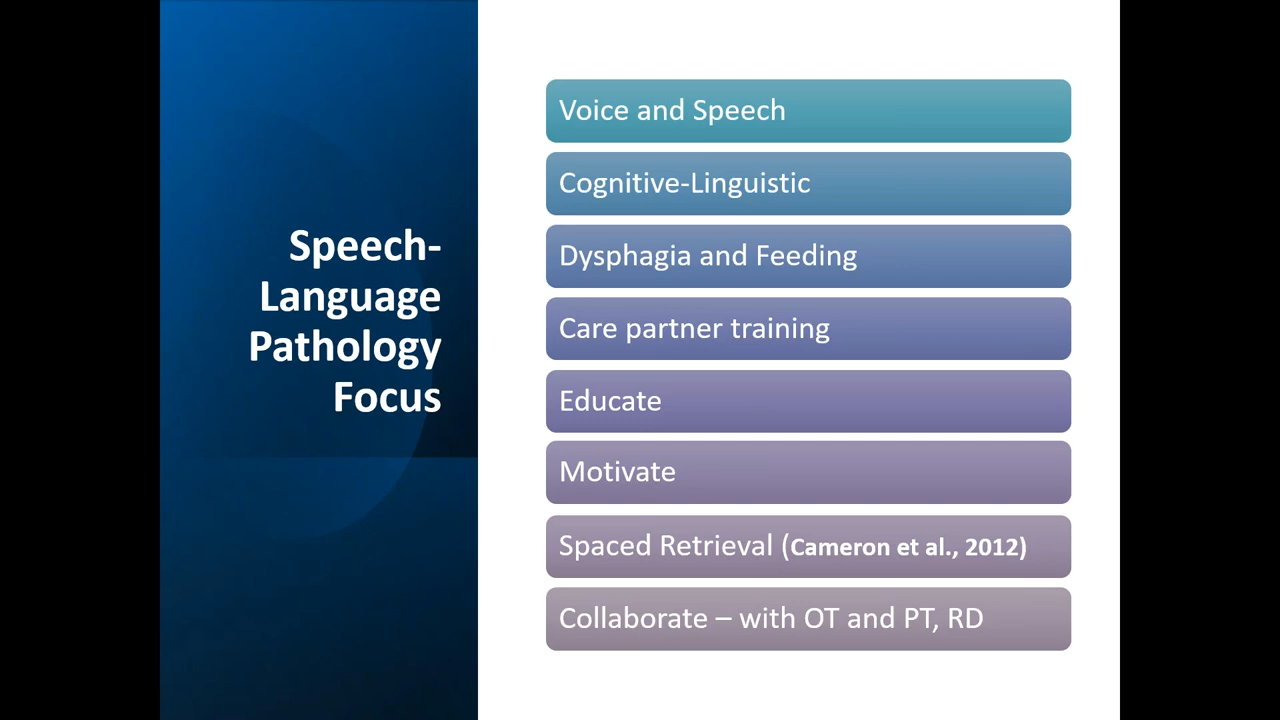 Speech-
Language
Pathology
Focus
Voice and Speech
Cognitive-Linguistic
Dysphagia and Feeding
Care partner training
Educate
Motivate
Spaced Retrieval (Cameron et al., 2012)
Collaborate – with OT and PT, RD